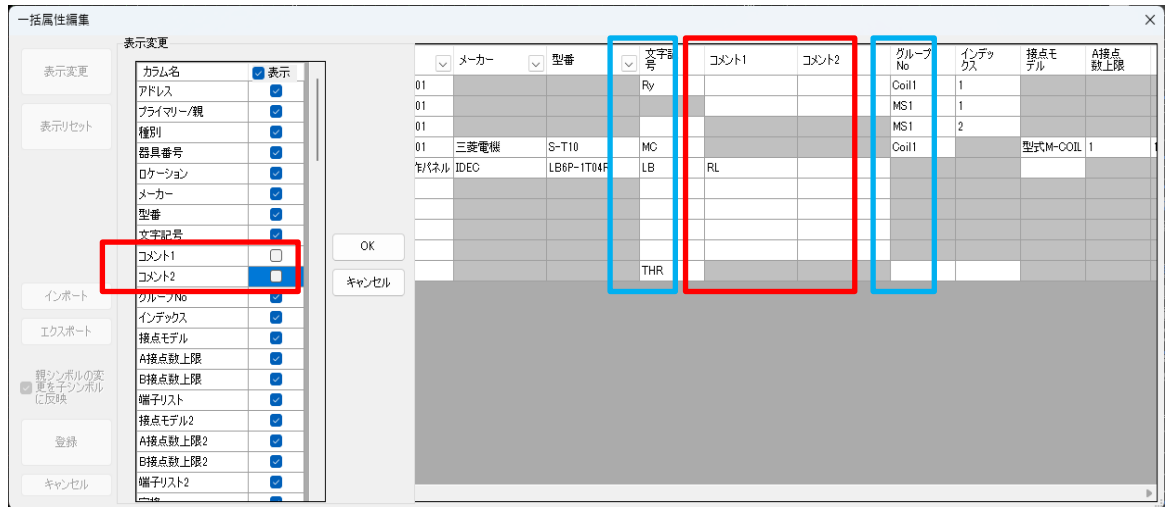 一括属性編集
表示変更
表示リセット
インポート
エクスポート
親シンボルの変
更を子シンボル
に反映
登録
キャンセル
表示変更
カラム名 表示
アドレス
プライマリー/親
種別
器具番号
ロケーション
メーカー
型番
文字記号
コメント1
コメント2
グループNo
インデックス
接点モデル
A接点数上限
B接点数上限
端子リスト
接点モデル2
A接点数上限2
B接点数上限2
端子リスト2
OK
キャンセル
メーカー 型番 文字記号 コメント1 コメント2 グループNo インデックス 接点モデル A接点数上限
01 Ry Coil1 1
01 MS1 1
01 MS1 2
01 三菱電機 S-T10 MC Coil1 型式M-COIL 1 1
作パネル IDEC LB6P-1T04R LB RL
THR